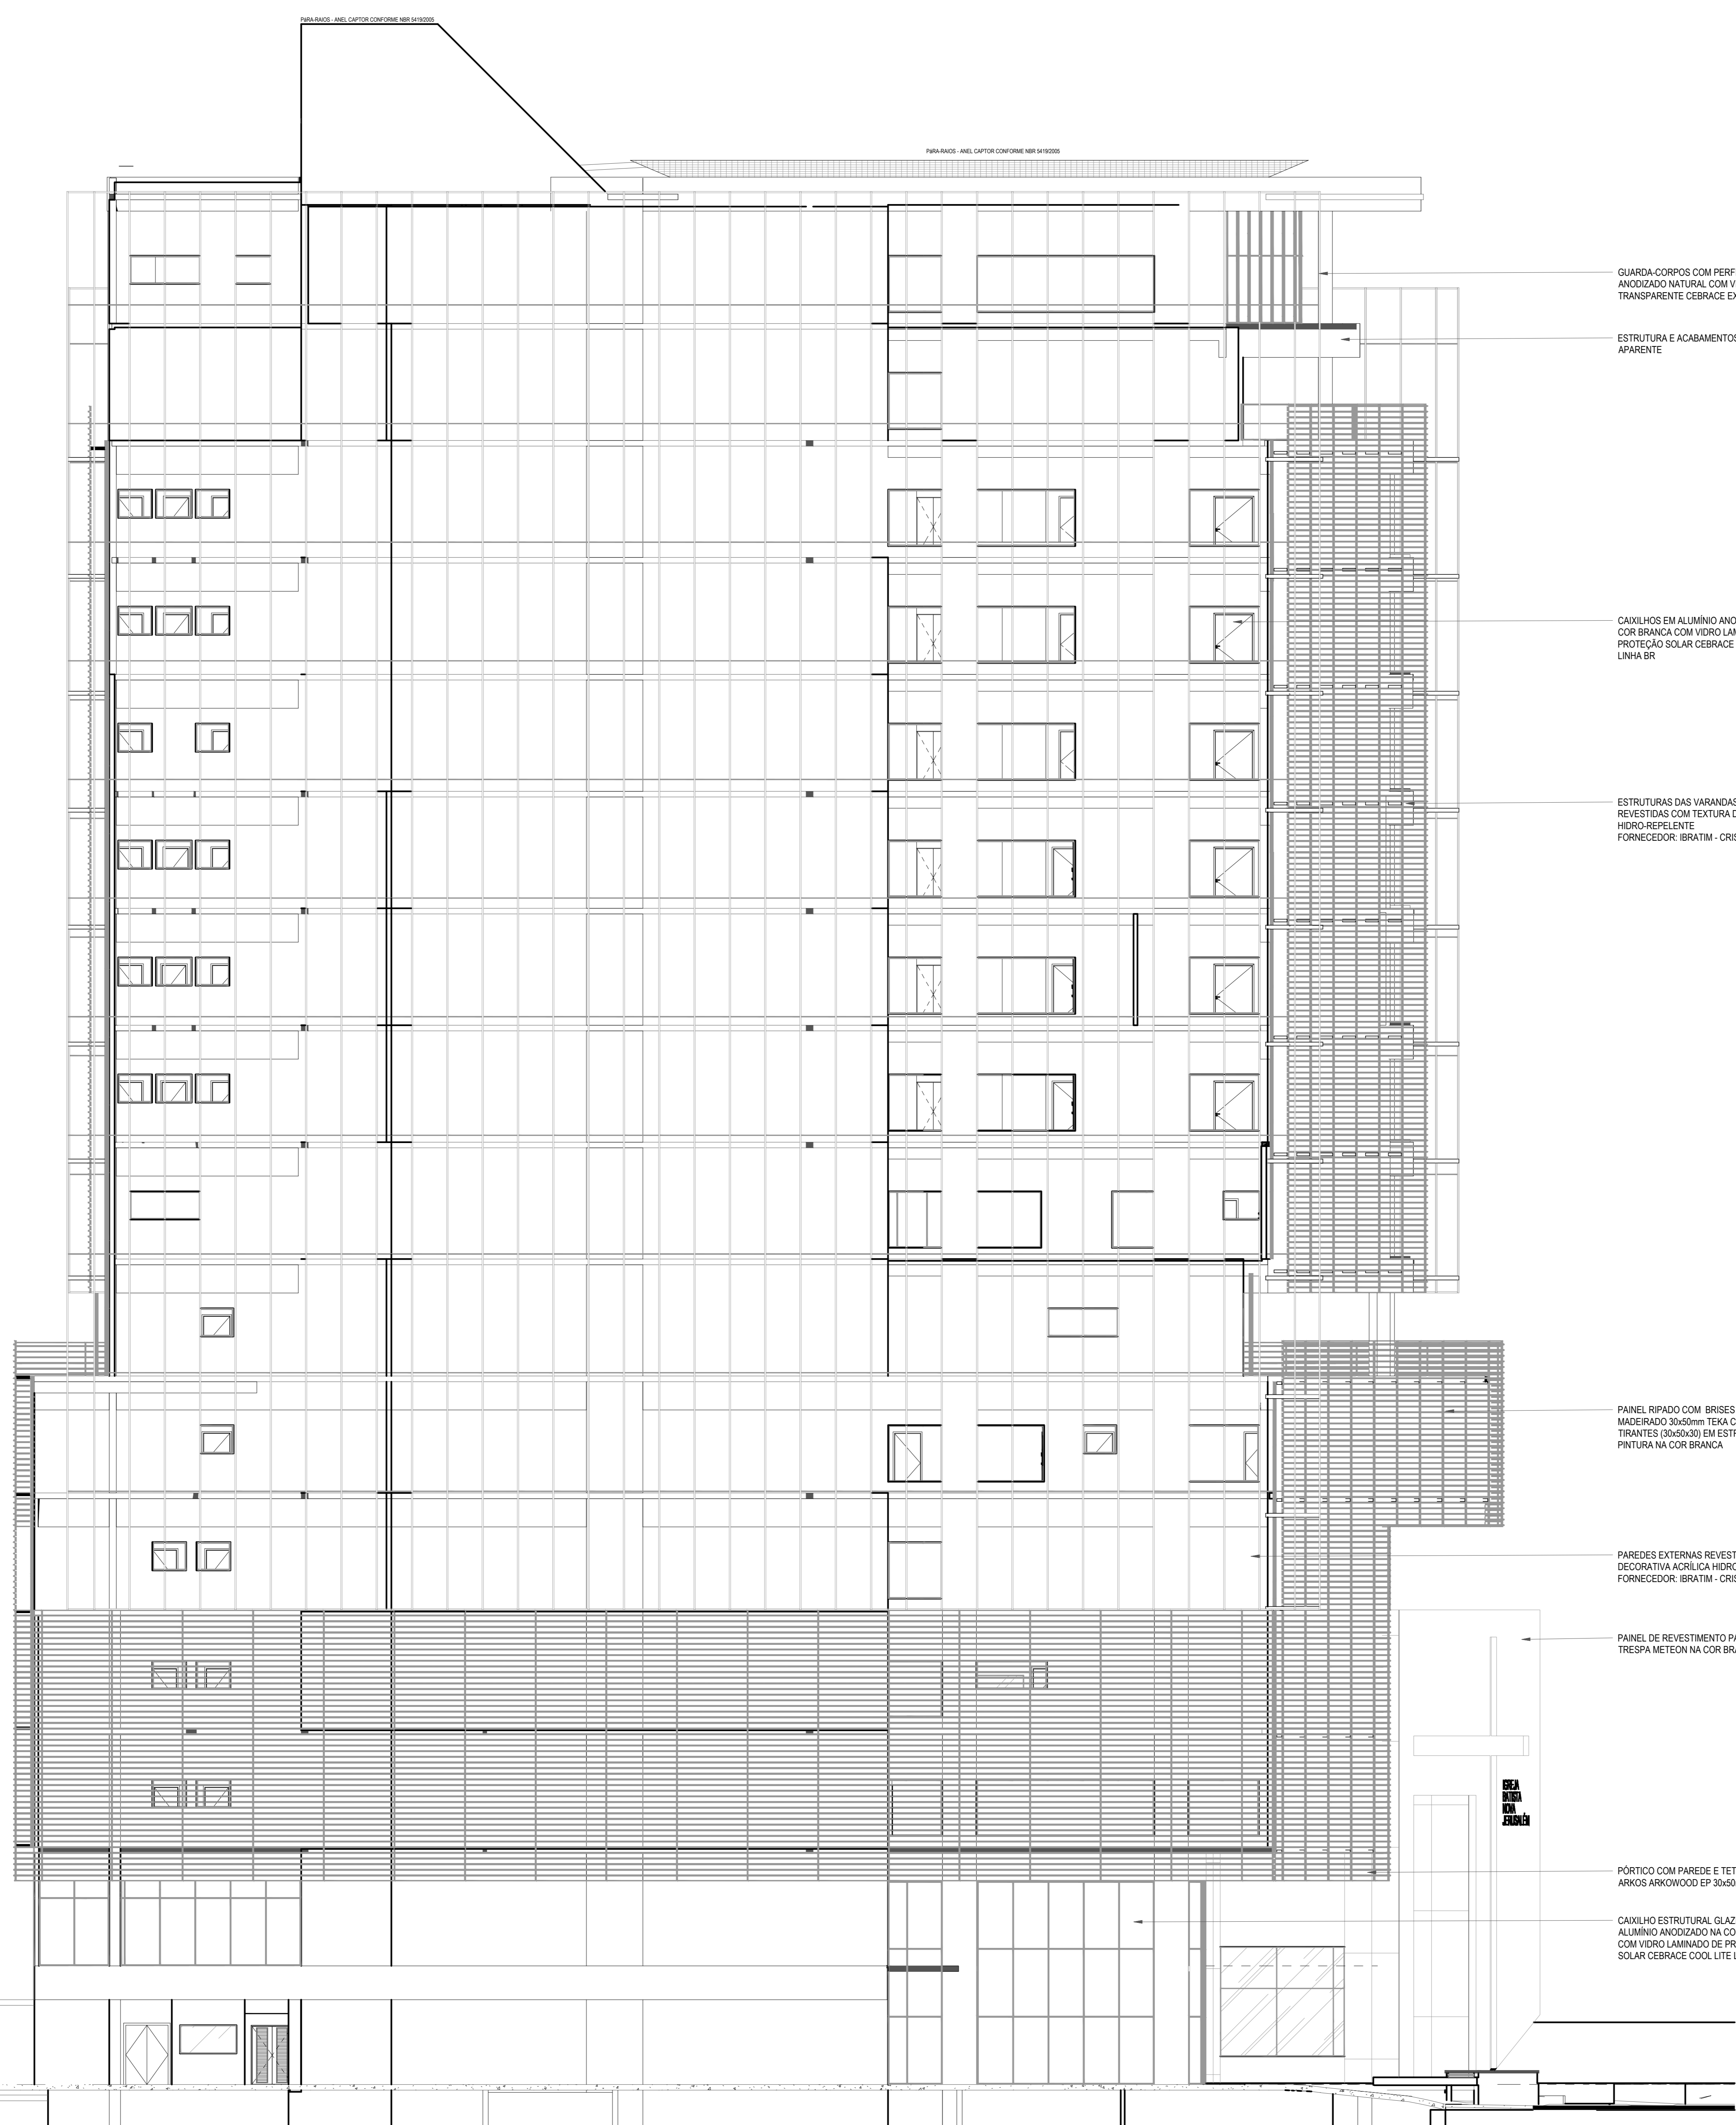 PáRA-RAIOS - ANEL CAPTOR CONFORME NBR 5419/2005
PáRA-RAIOS - ANEL CAPTOR CONFORME NBR 5419/2005
GUARDA-CORPOS COM PERF
ANODIZADO NATURAL COM V
TRANSPARENTE CEBRACE EX
ESTRUTURA E ACABAMENTOS
APARENTE
CAIXILHOS EM ALUMÍNIO ANO
COR BRANCA COM VIDRO LAM
PROTEÇÃO SOLAR CEBRACE
LINHA BR
ESTRUTURAS DAS VARANDAS
REVESTIDAS COM TEXTURA D
HIDRO-REPELENTE
FORNECEDOR: IBRATIM - CRIS
PAINEL RIPADO COM BRISES
MADEIRADO 30x50mm TEKA C
TIRANTES (30x50x30) EM ESTR
PINTURA NA COR BRANCA
PAREDES EXTERNAS REVEST
DECORATIVA ACRÍLICA HIDRO
FORNECEDOR: IBRATIM - CRIS
PAINEL DE REVESTIMENTO PA
TRESPA METEON NA COR BRA
IGREJA
BATISTA
NOVA
JERUSALÉM
PÓRTICO COM PAREDE E TET
ARKOS ARKOWOOD EP 30x50
CAIXILHO ESTRUTURAL GLAZ
ALUMÍNIO ANODIZADO NA CO
COM VIDRO LAMINADO DE PR
SOLAR CEBRACE COOL LITE L